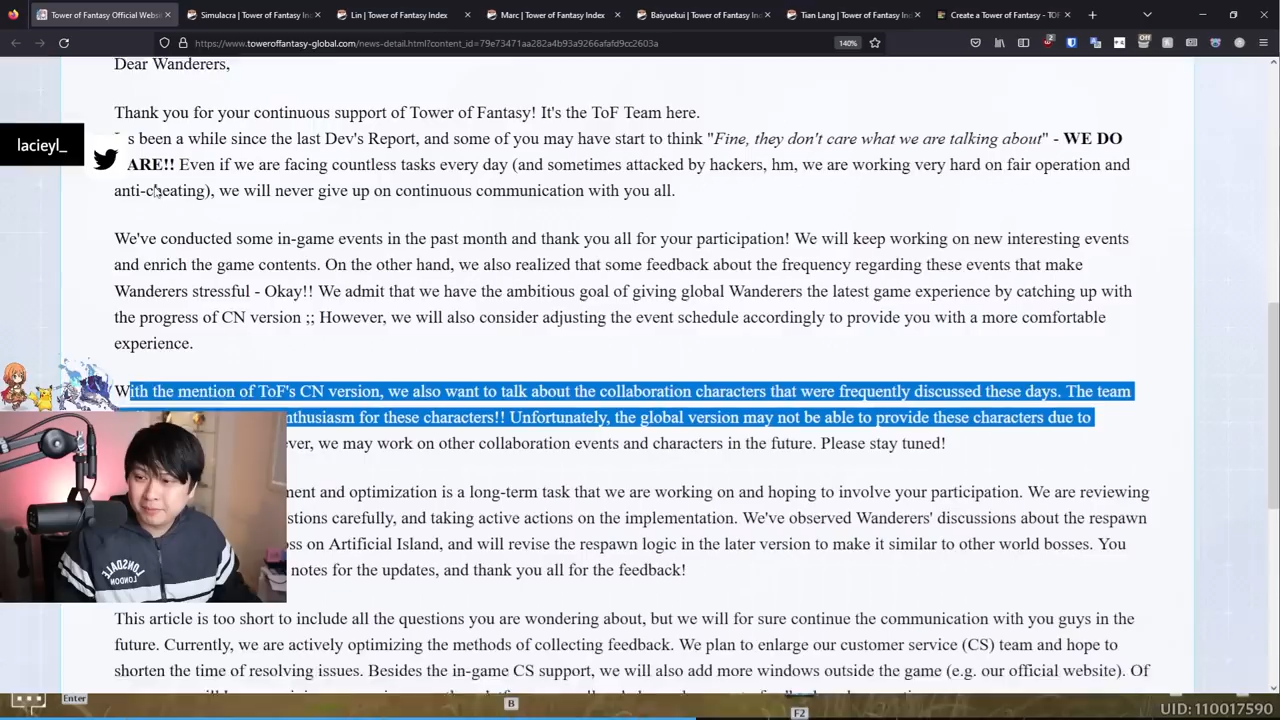 Tower of Fantasy Official Websi
Simulacra | Tower of Fantasy Ind
Lin | Tower of Fantasy Index
Marc | Tower of Fantasy Index
Baiyuekui | Tower of Fantasy Ind
Tian Lang | Tower of Fantasy Ind
Create a Tower of Fantasy - TO
https://www.toweroffantasy-global.com/news-detail.html?content_id=79e73471aa282a4b93a9266afafd9cc2603a
140%
Dear Wanderers,
Thank you for your continuous support of Tower of Fantasy! It's the ToF Team here.
s been a while since the last Dev's Report, and some of you may have start to think "Fine, they don't care what we are talking about" - WE DO
lacieyl_
ARE!! Even if we are facing countless tasks every day (and sometimes attacked by hackers, hm, we are working very hard on fair operation and
anti-cheating), we will never give up on continuous communication with you all.
We've conducted some in-game events in the past month and thank you all for your participation! We will keep working on new interesting events
and enrich the game contents. On the other hand, we also realized that some feedback about the frequency regarding these events that make
Wanderers stressful - Okay!! We admit that we have the ambitious goal of giving global Wanderers the latest game experience by catching up with
the progress of CN version ;; However, we will also consider adjusting the event schedule accordingly to provide you with a more comfortable
experience.
With the mention of ToF's CN version, we also want to talk about the collaboration characters that were frequently discussed these days. The team
nthusiasm for these characters!! Unfortunately, the global version may not be able to provide these characters due to
ver, we may work on other collaboration events and characters in the future. Please stay tuned!
ment and optimization is a long-term task that we are working on and hoping to involve your participation. We are reviewing
stions carefully, and taking active actions on the implementation. We've observed Wanderers' discussions about the respawn
oss on Artificial Island, and will revise the respawn logic in the later version to make it similar to other world bosses. You
notes for the updates, and thank you all for the feedback!
LONSDALE
LONDON
This article is too short to include all the questions you are wondering about, but we will for sure continue the communication with you guys in the
future. Currently, we are actively optimizing the methods of collecting feedback. We plan to enlarge our customer service (CS) team and hope to
shorten the time of resolving issues. Besides the in-game CS support, we will also add more windows outside the game (e.g. our official website). Of
Enter
B
F2
UID: 110017590